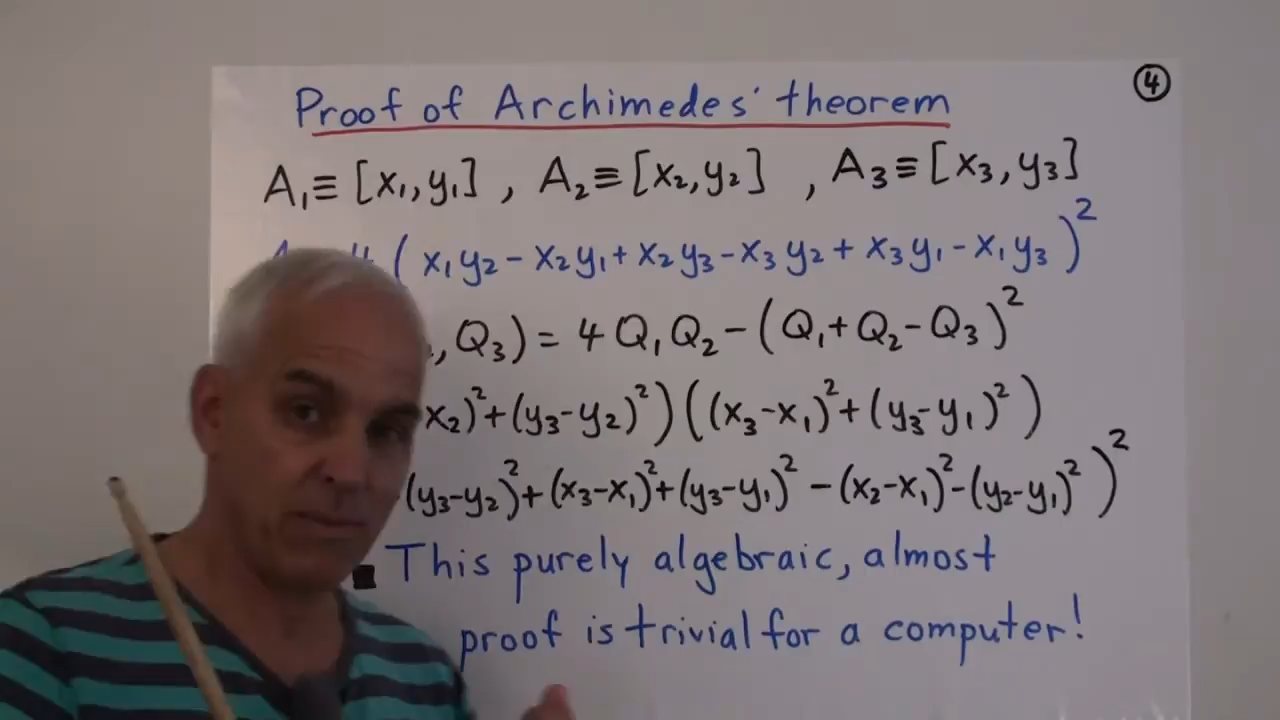 ④
Proof of Archimedes' theorem
A₁≡[x₁,y₁] , A₂≡[x₂,y₂] , A₃≡[x₃,y₃]
(x₁y₂-x₂y₁+x₂y₃-x₃y₂+x₃y₁-x₁y₃)²
,Q₃)=4Q₁Q₂-(Q₁+Q₂-Q₃)²
x₂)²+(y₃-y₂)²)((x₃-x₁)²+(y₃-y₁)²)
(y₃-y₂)²+(x₃-x₁)²+(y₃-y₁)²-(x₂-x₁)²-(y₂-y₁)²)²
■ This purely algebraic, almost
proof is trivial for a computer!